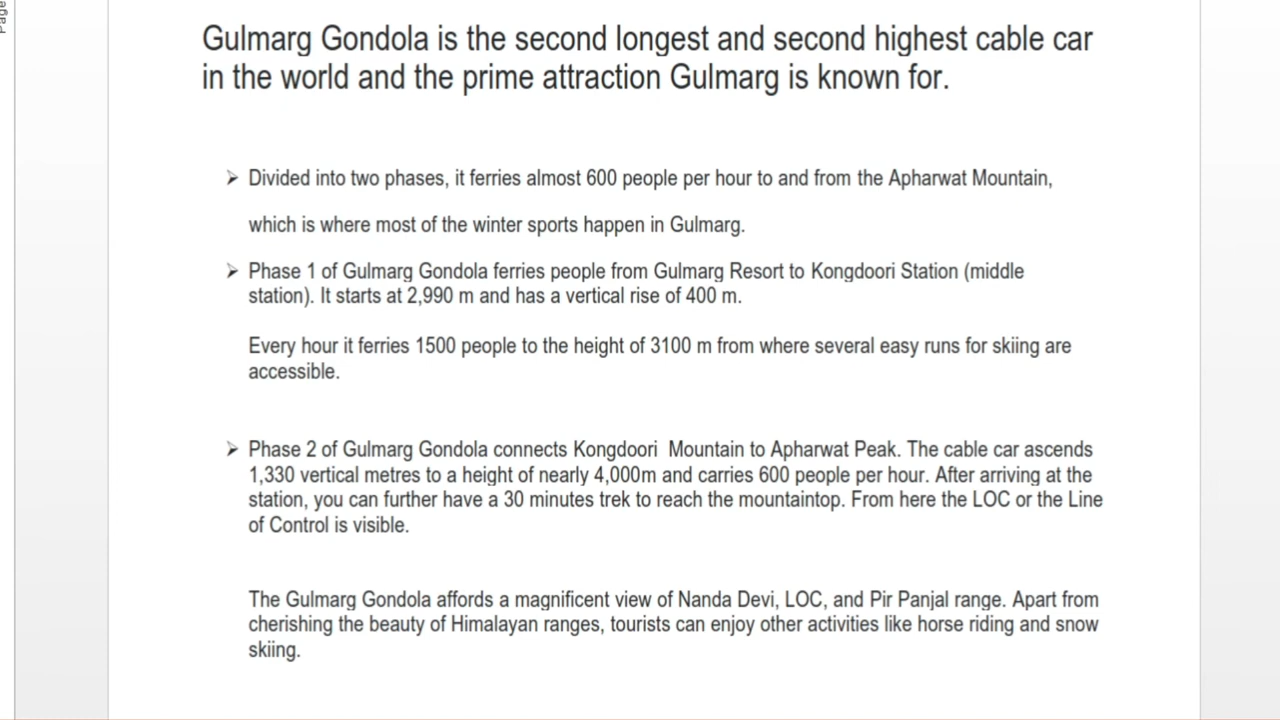 Page
Gulmarg Gondola is the second longest and second highest cable car
in the world and the prime attraction Gulmarg is known for.
➢ Divided into two phases, it ferries almost 600 people per hour to and from the Apharwat Mountain,
which is where most of the winter sports happen in Gulmarg.
➢ Phase 1 of Gulmarg Gondola ferries people from Gulmarg Resort to Kongdoori Station (middle
station). It starts at 2,990 m and has a vertical rise of 400 m.
Every hour it ferries 1500 people to the height of 3100 m from where several easy runs for skiing are
accessible.
➢ Phase 2 of Gulmarg Gondola connects Kongdoori Mountain to Apharwat Peak. The cable car ascends
1,330 vertical metres to a height of nearly 4,000m and carries 600 people per hour. After arriving at the
station, you can further have a 30 minutes trek to reach the mountaintop. From here the LOC or the Line
of Control is visible.
The Gulmarg Gondola affords a magnificent view of Nanda Devi, LOC, and Pir Panjal range. Apart from
cherishing the beauty of Himalayan ranges, tourists can enjoy other activities like horse riding and snow
skiing.